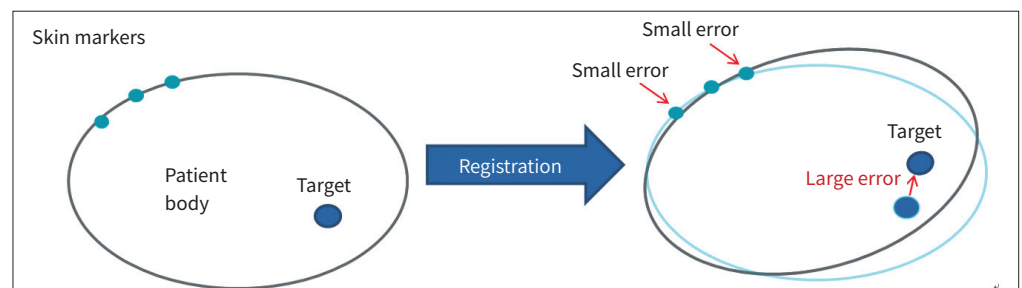 Skin markers
Patient
body
Target
Registration
Small error
Small error
Target
Large error